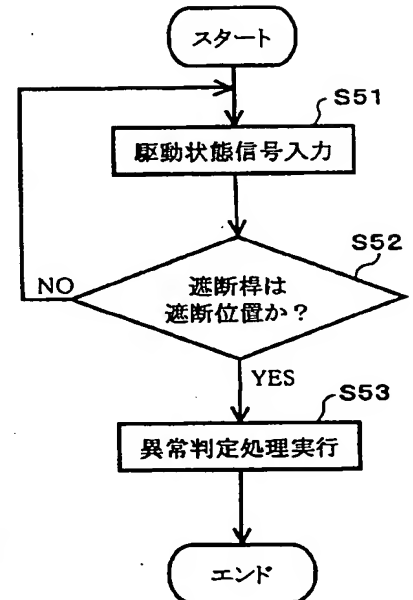 スタート
S51
駆動状態信号入力
S52
遮断桿は
遮断位置か?
NO
YES
S53
異常判定処理実行
エンド